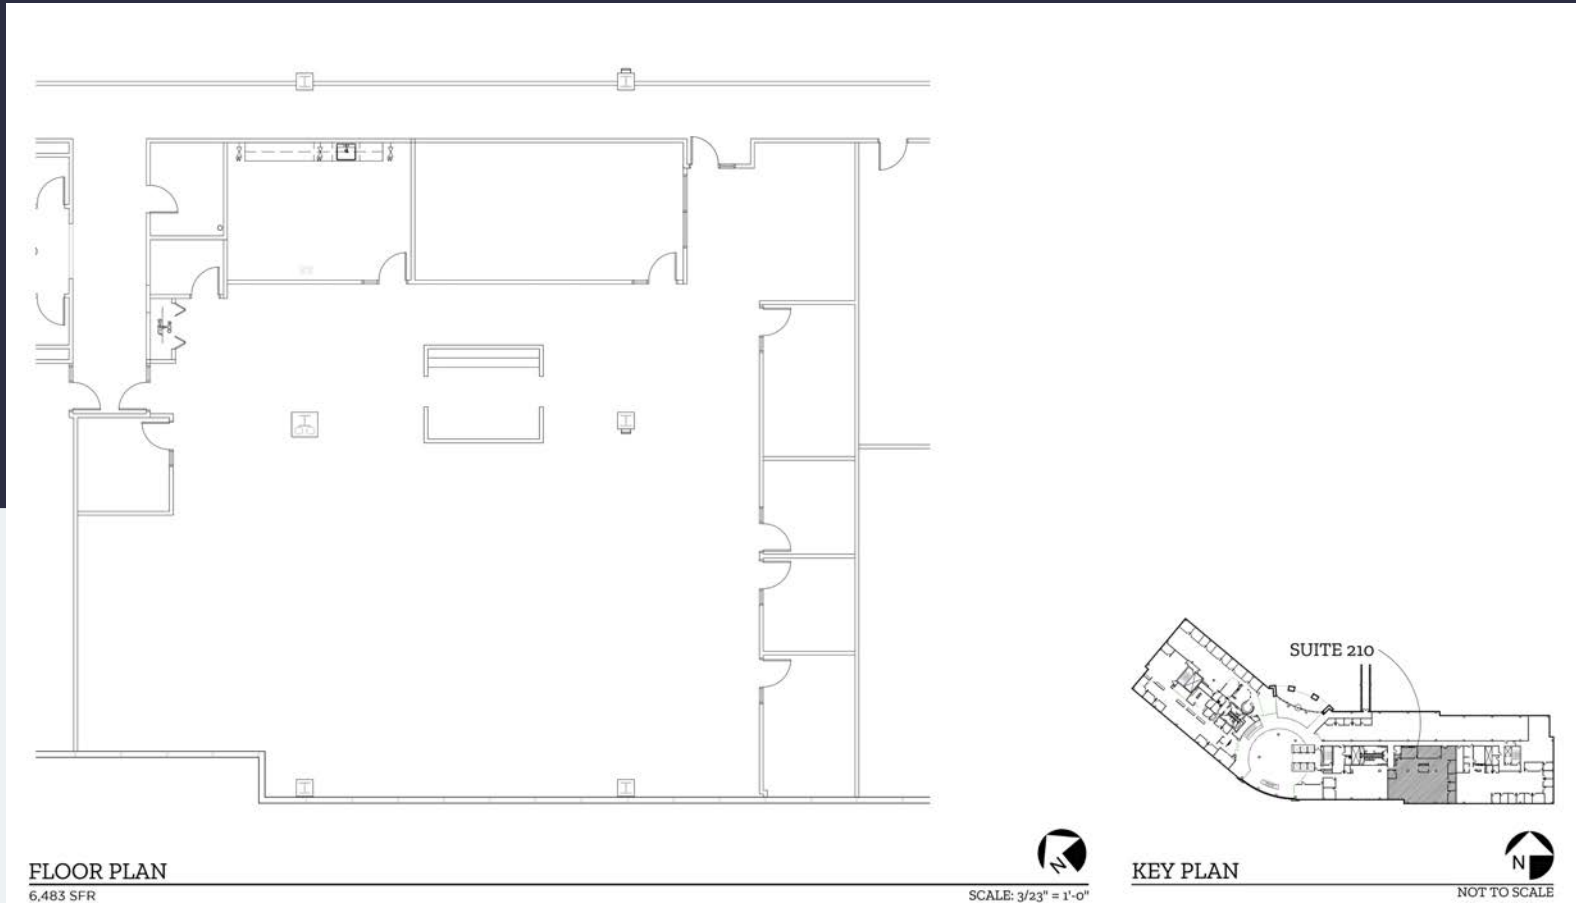 SUITE 210
N
N
FLOOR PLAN
KEY PLAN
6,483 SFR
SCALE: 3/23" = 1'-0"
NOT TO SCALE